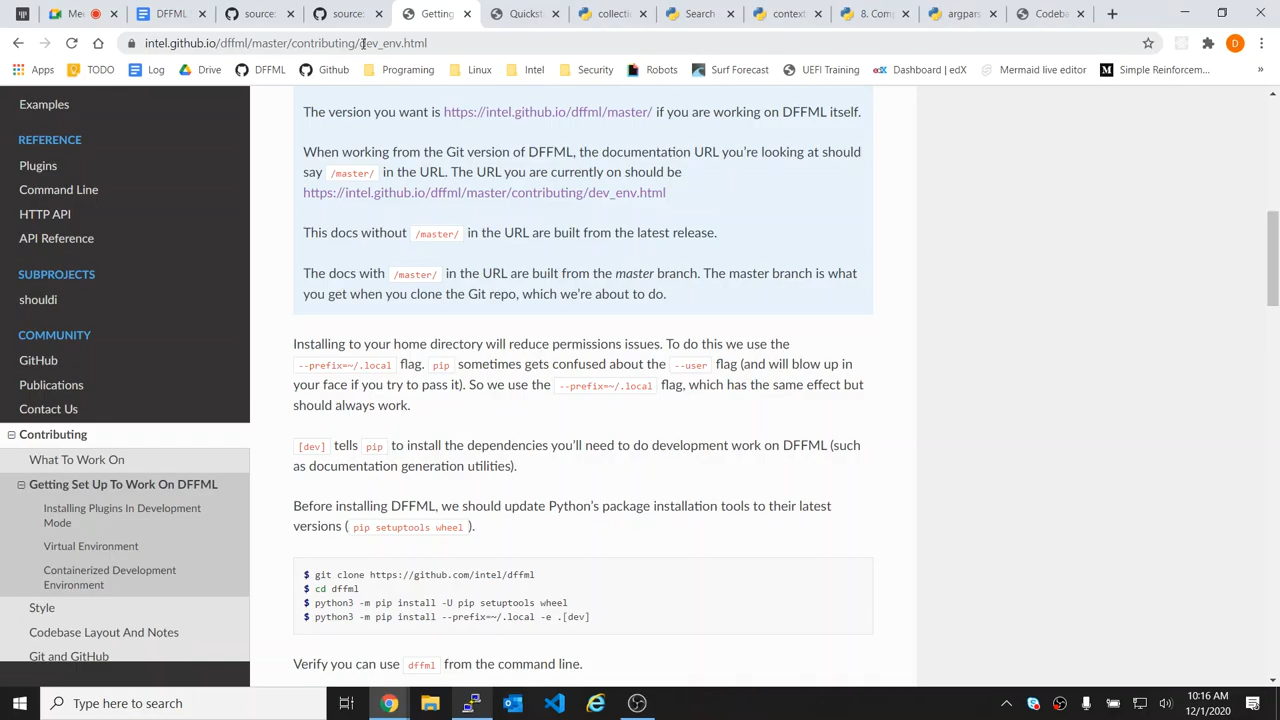 Mee
DFFML
source:
source:
Getting
Quickst
collecti
Search
context
8. Comp
argpars
Codeba
intel.github.io/dffml/master/contributing/dev_env.html
Apps
TODO
Log
Drive
DFFML
Github
Programing
Linux
Intel
Security
Robots
Surf Forecast
UEFI Training
Dashboard | edX
Mermaid live editor
Simple Reinforcem...
Examples
REFERENCE
Plugins
Command Line
HTTP API
API Reference
SUBPROJECTS
shouldi
COMMUNITY
GitHub
Publications
Contact Us
Contributing
What To Work On
Getting Set Up To Work On DFFML
Installing Plugins In Development
Mode
Virtual Environment
Containerized Development
Environment
Style
Codebase Layout And Notes
Git and GitHub
The version you want is https://intel.github.io/dffml/master/ if you are working on DFFML itself.
When working from the Git version of DFFML, the documentation URL you're looking at should
say /master/ in the URL. The URL you are currently on should be
https://intel.github.io/dffml/master/contributing/dev_env.html
This docs without /master/ in the URL are built from the latest release.
The docs with /master/ in the URL are built from the master branch. The master branch is what
you get when you clone the Git repo, which we're about to do.
Installing to your home directory will reduce permissions issues. To do this we use the
--prefix=~/.local flag. pip sometimes gets confused about the --user flag (and will blow up in
your face if you try to pass it). So we use the --prefix=~/.local flag, which has the same effect but
should always work.
[dev] tells pip to install the dependencies you'll need to do development work on DFFML (such
as documentation generation utilities).
Before installing DFFML, we should update Python's package installation tools to their latest
versions ( pip setuptools wheel ).
$ git clone https://github.com/intel/dffml
$ cd dffml
$ python3 -m pip install -U pip setuptools wheel
$ python3 -m pip install --prefix=~/.local -e .[dev]
Verify you can use dffml from the command line.
Type here to search
10:16 AM
12/1/2020